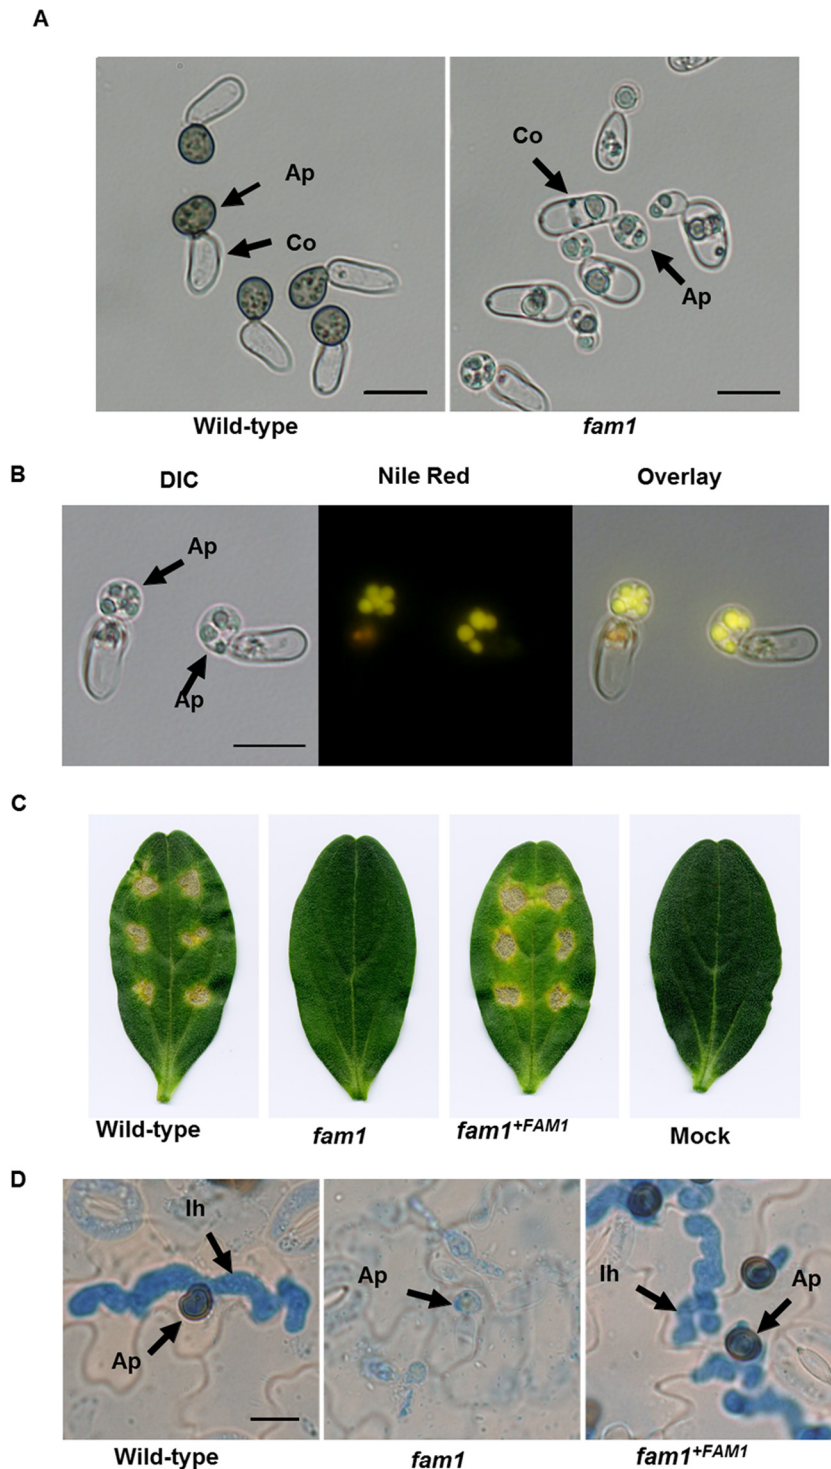 A
Ap
Co
Co
Ap
Wild-type
fam1
B
DIC
Nile Red
Overlay
Ap
Ap
C
Wild-type
fam1
fam1+FAM1
Mock
D
Ih
Ap
Ap
Ih
Ap
Wild-type
fam1
fam1+FAM1